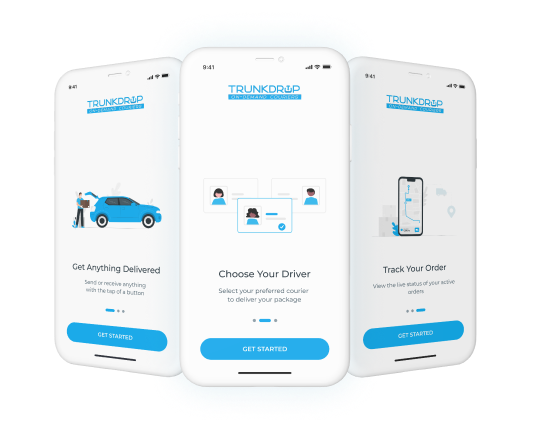 9:41
TRUNKDROP
ON-DEMAND COURIERS
Get Anything Delivered
Send or receive anything
with the tap of a button
GET STARTED
9:41
TRUNKDROP
ON-DEMAND COURIERS
Choose Your Driver
Select your preferred courier
to deliver your package
GET STARTED
9:41
TRUNKDROP
ON-DEMAND COURIERS
Track Your Order
View the live status of your active
orders
GET STARTED